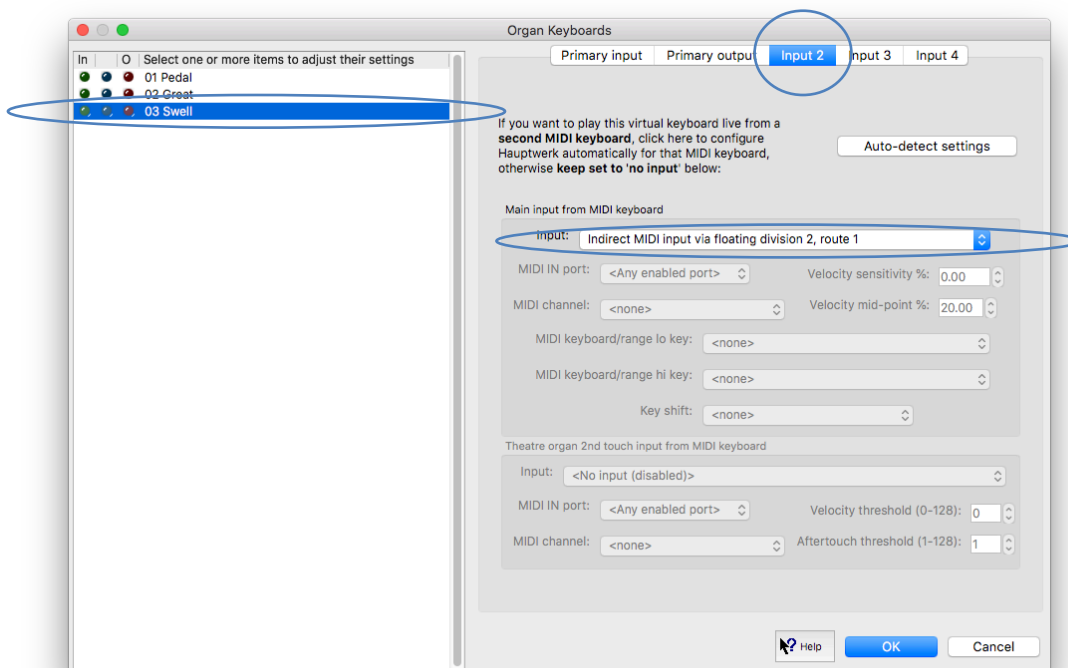 Organ Keyboards
In O Select one or more items to adjust their settings
01 Pedal
02 Great
03 Swell
Primary input Primary output Input 2 Input 3 Input 4
If you want to play this virtual keyboard live from a
second MIDI keyboard, click here to configure
Hauptwerk automatically for that MIDI keyboard,
otherwise keep set to 'no input' below:
Auto-detect settings
Main input from MIDI keyboard
Input: Indirect MIDI input via floating division 2, route 1
MIDI IN port: <Any enabled port> Velocity sensitivity %: 0.00
MIDI channel: <none> Velocity mid-point %: 20.00
MIDI keyboard/range lo key: <none>
MIDI keyboard/range hi key: <none>
Key shift: <none>
Theatre organ 2nd touch input from MIDI keyboard
Input: <No input (disabled)>
MIDI IN port: <Any enabled port> Velocity threshold (0-128): 0
MIDI channel: <none> Aftertouch threshold (1-128): 1
? Help OK Cancel